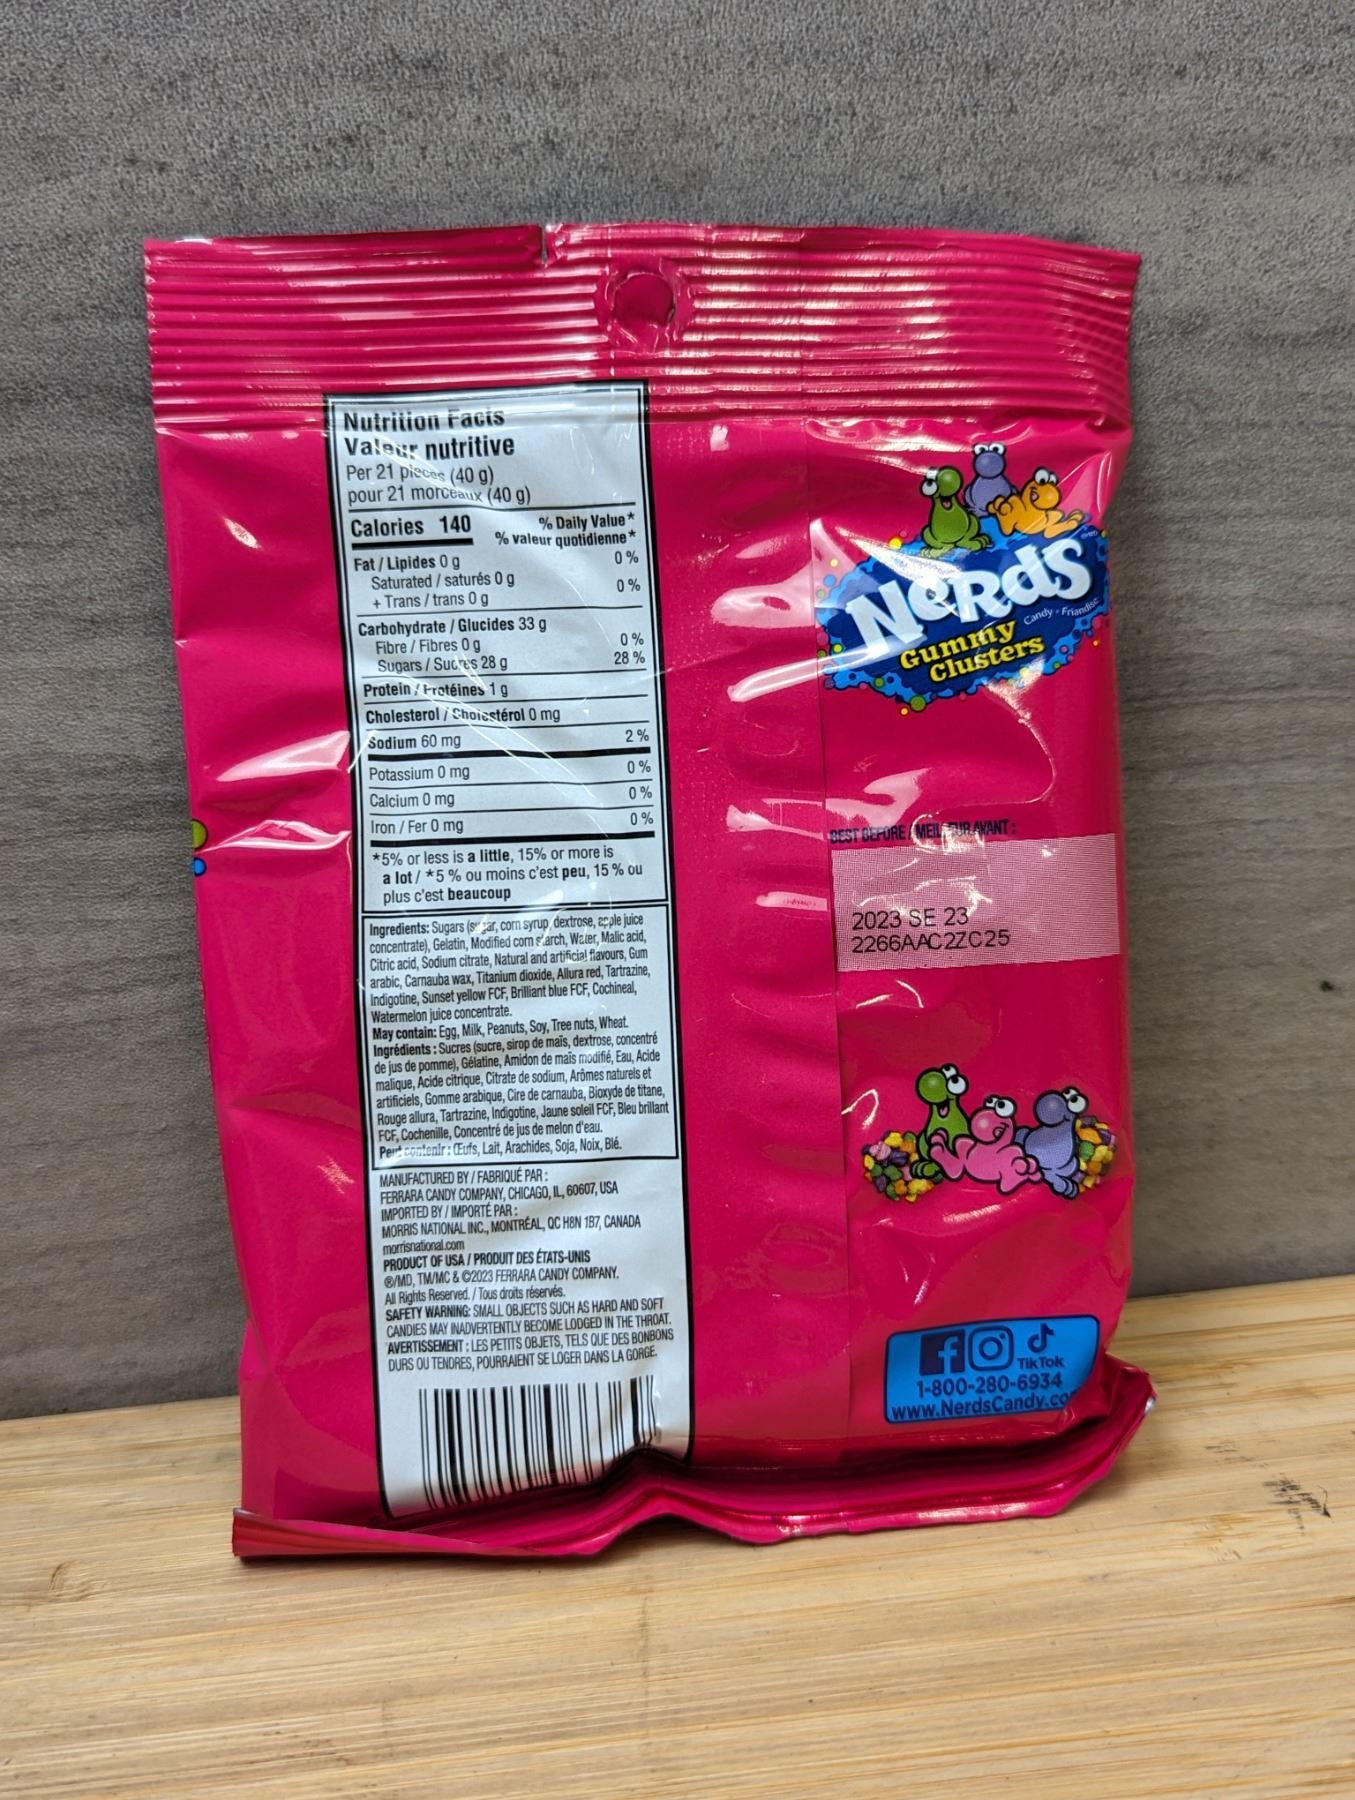 Nutrition Facts
Valeur nutritive
Per 21 pieces (40 g)
pour 21 morceaux (40 g)
Calories 140
% Daily Value*
% valeur quotidienne*
Fat / Lipides 0 g 0 %
Saturated / saturés 0 g
+ Trans / trans 0 g 0 %
Carbohydrate / Glucides 33 g
Fibre / Fibres 0 g 0 %
Sugars / Sucres 28 g 28 %
Protein / Protéines 1 g
Cholesterol / Cholestérol 0 mg
Sodium 60 mg 2 %
Potassium 0 mg 0 %
Calcium 0 mg 0 %
Iron / Fer 0 mg 0 %
*5% or less is a little, 15% or more is
a lot / *5 % ou moins c'est peu, 15 % ou
plus c'est beaucoup
Ingredients: Sugars (sugar, corn syrup, dextrose, apple juice
concentrate), Gelatin, Modified corn starch, Water, Malic acid,
Citric acid, Sodium citrate, Natural and artificial flavours, Gum
arabic, Carnauba wax, Titanium dioxide, Allura red, Tartrazine,
Indigotine, Sunset yellow FCF, Brilliant blue FCF, Cochineal,
Watermelon juice concentrate.
May contain: Egg, Milk, Peanuts, Soy, Tree nuts, Wheat.
Ingrédients : Sucres (sucre, sirop de maïs, dextrose, concentré
de jus de pomme), Gélatine, Amidon de maïs modifié, Eau, Acide
malique, Acide citrique, Citrate de sodium, Arômes naturels et
artificiels, Gomme arabique, Cire de carnauba, Bioxyde de titane,
Rouge allura, Tartrazine, Indigotine, Jaune soleil FCF, Bleu brillant
FCF, Cochenille, Concentré de jus de melon d'eau.
Peut contenir : Œufs, Lait, Arachides, Soja, Noix, Blé.
MANUFACTURED BY / FABRIQUÉ PAR :
FERRARA CANDY COMPANY, CHICAGO, IL, 60607, USA
IMPORTED BY / IMPORTÉ PAR :
MORRIS NATIONAL INC., MONTRÉAL, QC H8N 1B7, CANADA
morrisnational.com
PRODUCT OF USA / PRODUIT DES ÉTATS-UNIS
®/MD, TM/MC & ©2023 FERRARA CANDY COMPANY.
All Rights Reserved. / Tous droits réservés.
SAFETY WARNING: SMALL OBJECTS SUCH AS HARD AND SOFT
CANDIES MAY INADVERTENTLY BECOME LODGED IN THE THROAT.
AVERTISSEMENT : LES PETITS OBJETS, TELS QUE DES BONBONS
DURS OU TENDRES, POURRAIENT SE LOGER DANS LA GORGE.
NeRdS
Candy • Friandise
Gummy
Clusters
BEST BEFORE / MEILLEUR AVANT :
2023 SE 23
2266AAC2ZC25
TikTok
1-800-280-6934
www.NerdsCandy.co